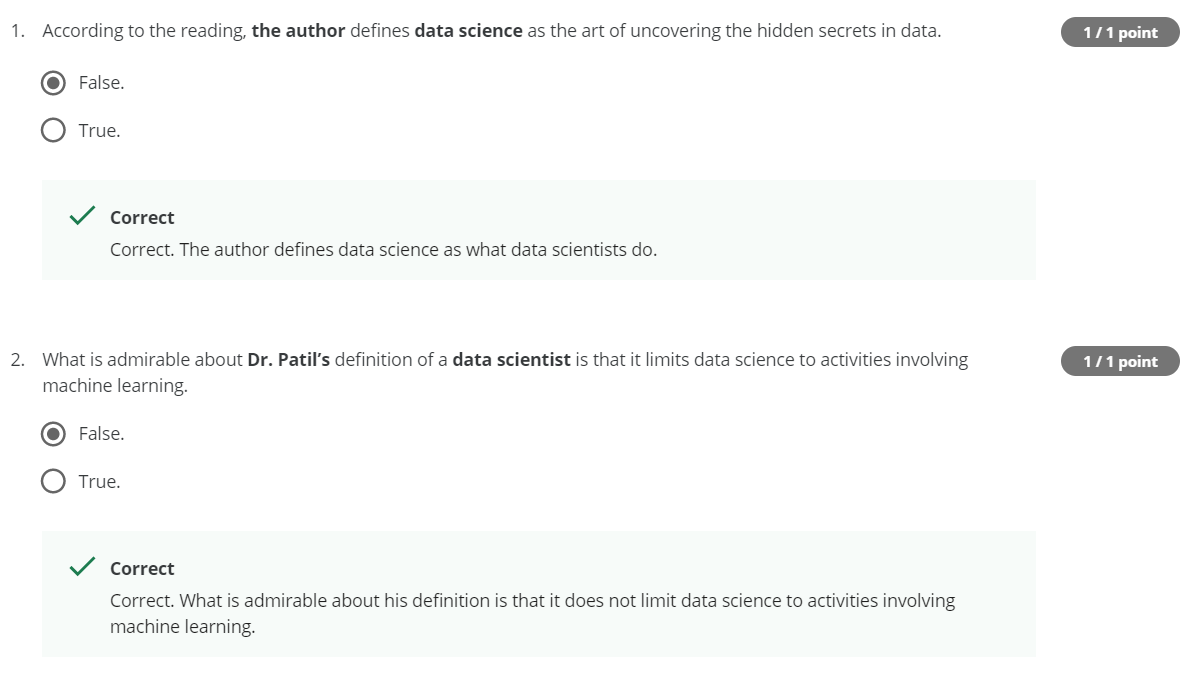 1. According to the reading, the author defines data science as the art of uncovering the hidden secrets in data.
1 / 1 point
False.
True.
Correct
Correct. The author defines data science as what data scientists do.
2. What is admirable about Dr. Patil’s definition of a data scientist is that it limits data science to activities involving
machine learning.
1 / 1 point
False.
True.
Correct
Correct. What is admirable about his definition is that it does not limit data science to activities involving
machine learning.